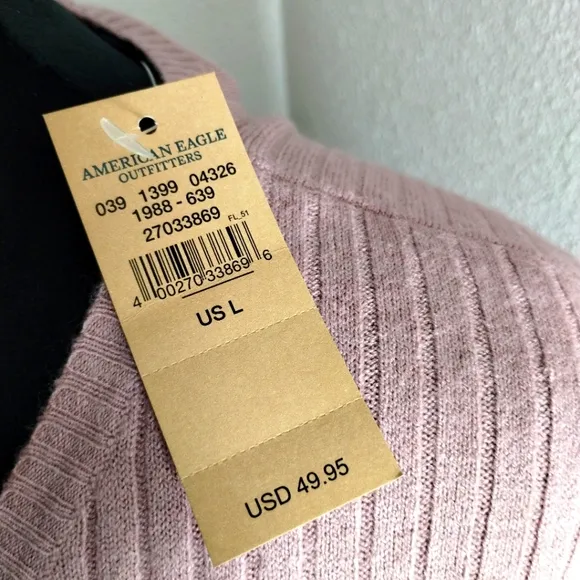 AMERICAN EAGLE
OUTFITTERS
039 1399 04326
1988 - 639
27033869
FL_51
4 00270 33869 6
US L
USD 49.95